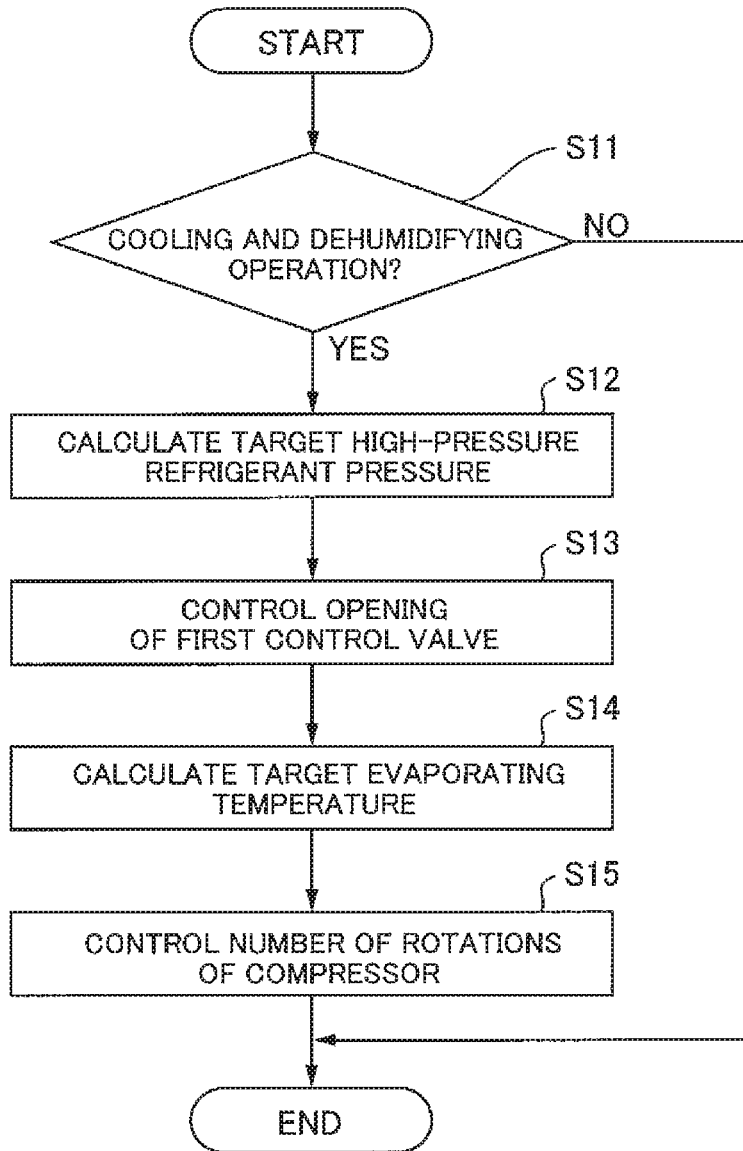 START
S11
COOLING AND DEHUMIDIFYING
OPERATION?
NO
YES
S12
CALCULATE TARGET HIGH-PRESSURE
REFRIGERANT PRESSURE
S13
CONTROL OPENING
OF FIRST CONTROL VALVE
S14
CALCULATE TARGET EVAPORATING
TEMPERATURE
S15
CONTROL NUMBER OF ROTATIONS
OF COMPRESSOR
END